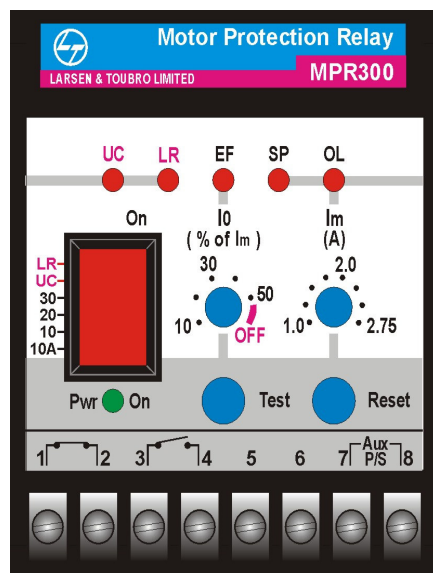 Motor Protection Relay
LARSEN & TOUBRO LIMITED
MPR300
UC LR EF SP OL
On
I0
( % of Im )
Im
(A)
LR
UC
30
20
10
10A
30
10
50
OFF
2.0
1.0
2.75
Pwr On
Test
Reset
1 2 3 4 5 6 7 Aux P/S 8